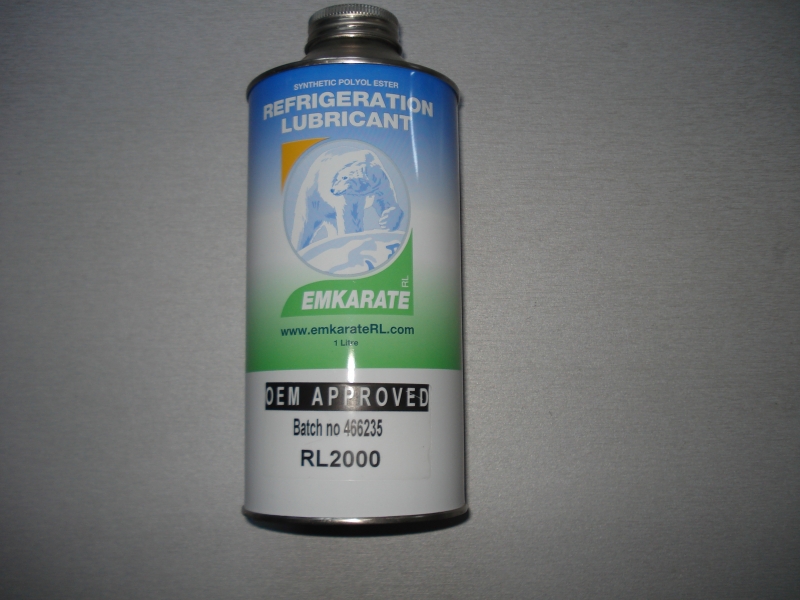 SYNTHETIC POLYOL ESTER
REFRIGERATION
LUBRICANT
EMKARATE RL
www.emkarateRL.com
1 Litre
OEM APPROVED
Batch no 466235
RL2000